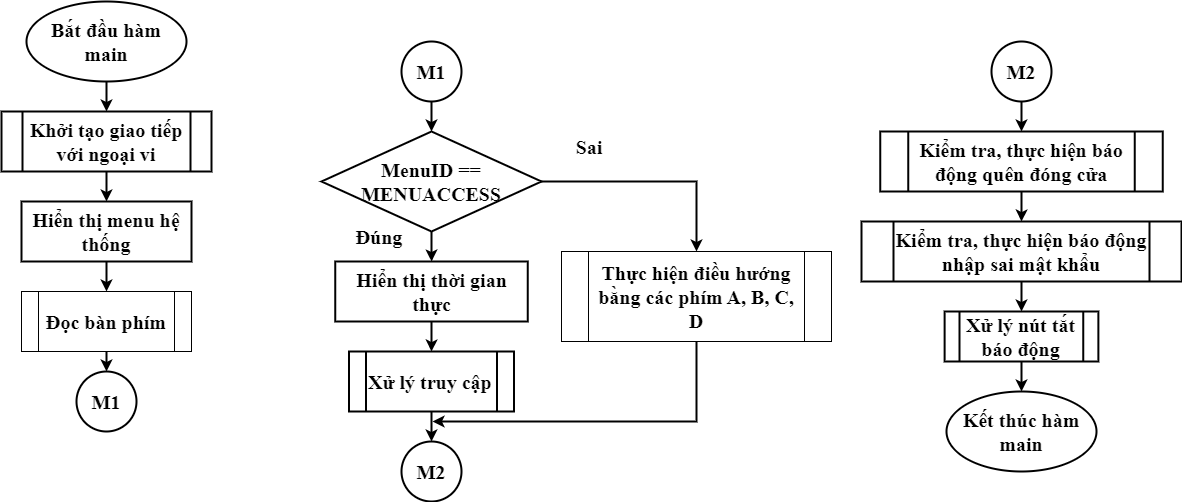 Bắt đầu hàm
main
Khởi tạo giao tiếp
với ngoại vi
Hiển thị menu hệ
thống
Đọc bàn phím
M1
M1
MenuID ==
MENUACCESS
Sai
Đúng
Hiển thị thời gian
thực
Xử lý truy cập
Thực hiện điều hướng
bằng các phím A, B, C,
D
M2
M2
Kiểm tra, thực hiện báo
động quên đóng cửa
Kiểm tra, thực hiện báo động
nhập sai mật khẩu
Xử lý nút tắt
báo động
Kết thúc hàm
main